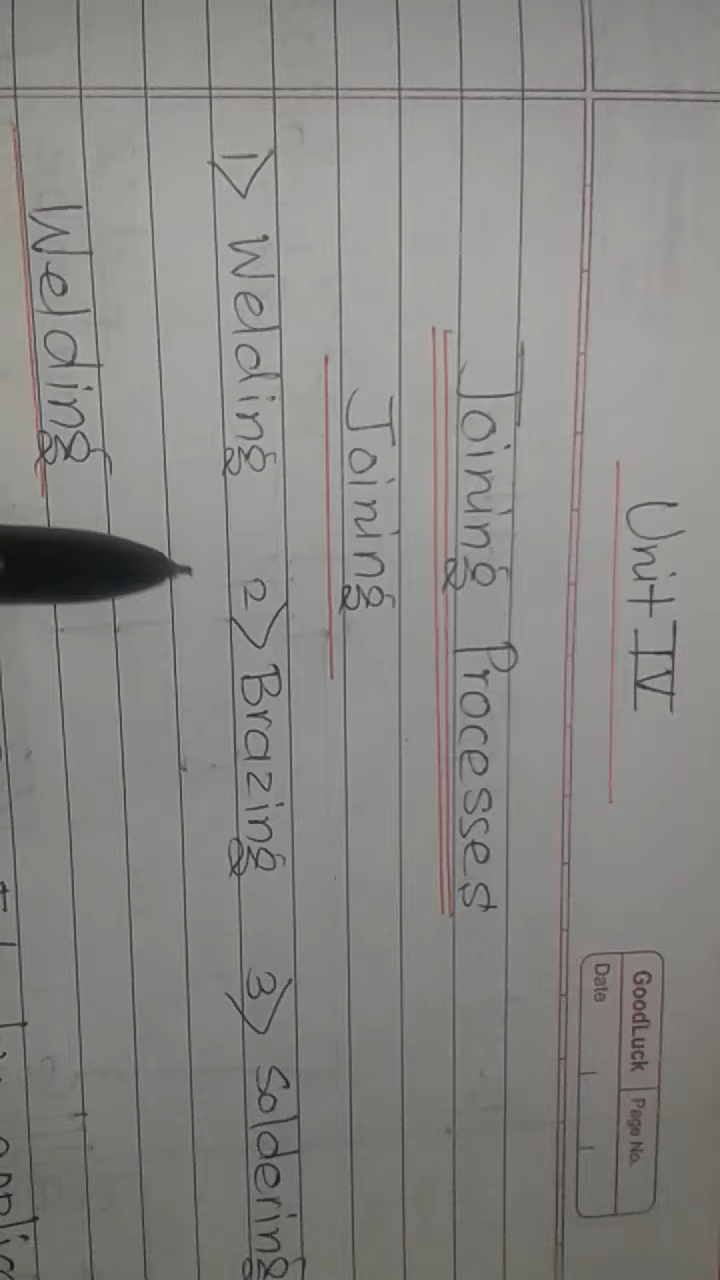 GoodLuck Page No.
Date
Unit IV
Joining Processes
Joining
1> Welding 2> Brazing 3> Soldering
Welding